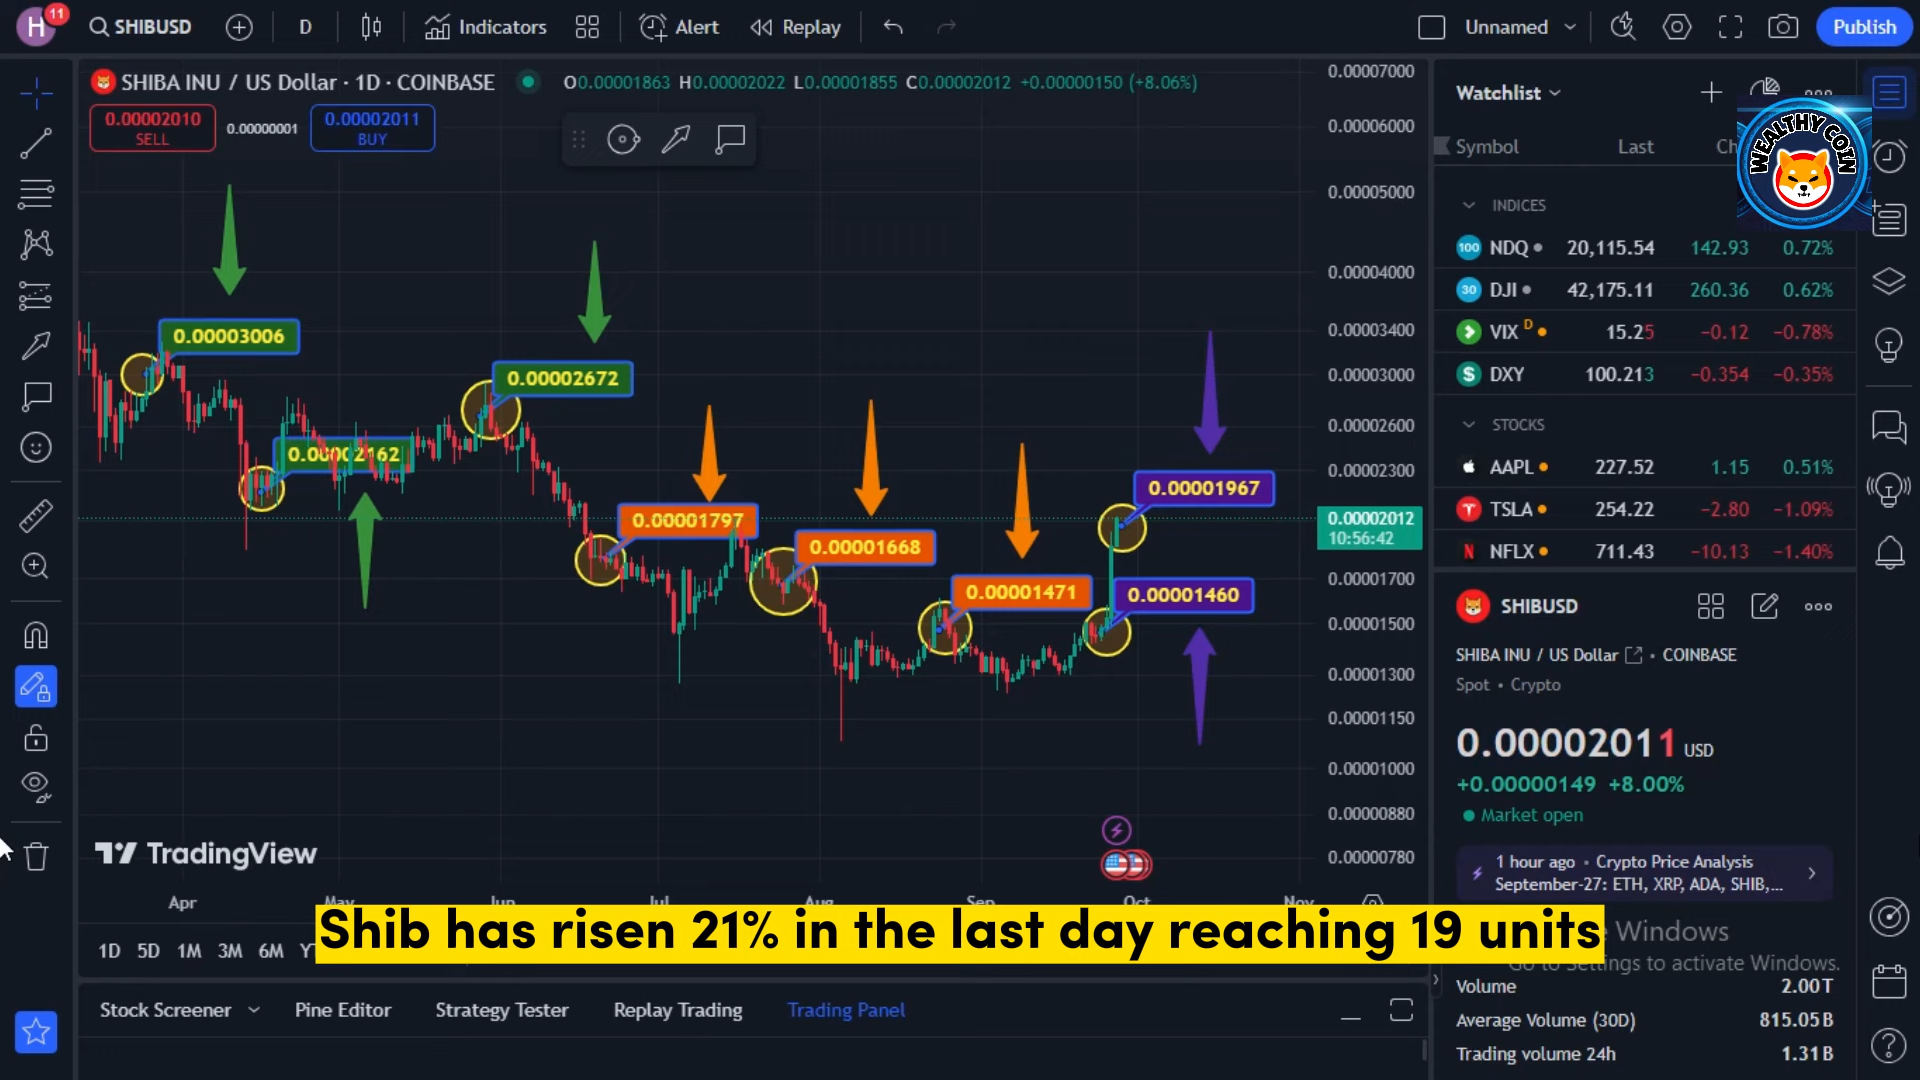 H
11
SHIBUSD
D
Indicators
Alert
Replay
Unnamed
Publish
SHIBA INU / US Dollar · 1D · COINBASE
O0.00001863 H0.00002022 L0.00001855 C0.00002012 +0.00000150 (+8.06%)
0.00002010
SELL
0.00000001
0.00002011
BUY
0.00007000
0.00006000
0.00005000
0.00004000
0.00003400
0.00003000
0.00002600
0.00002300
0.00002012
10:56:42
0.00001700
0.00001500
0.00001300
0.00001150
0.00001000
0.00000880
0.00000780
0.00003006
0.00002162
0.00002672
0.00001797
0.00001668
0.00001471
0.00001967
0.00001460
TradingView
Apr May Jun Jul Aug Sep Oct Nov
Shib has risen 21% in the last day reaching 19 units
1D 5D 1M 3M 6M
Stock Screener Pine Editor Strategy Tester Replay Trading Trading Panel
Watchlist
WEALTHY COIN
Symbol Last
INDICES
100 NDQ 20,115.54 142.93 0.72%
30 DJI 42,175.11 260.36 0.62%
VIX D 15.25 −0.12 −0.78%
$ DXY 100.213 −0.354 −0.35%
STOCKS
AAPL 227.52 1.15 0.51%
TSLA 254.22 −2.80 −1.09%
NFLX 711.43 −10.13 −1.40%
SHIBUSD
SHIBA INU / US Dollar · COINBASE
Spot · Crypto
0.00002011 USD
+0.00000149 +8.00%
Market open
1 hour ago · Crypto Price Analysis
September-27: ETH, XRP, ADA, SHIB,...
Windows
Go to Settings to activate Windows.
Volume 2.00T
Average Volume (30D) 815.05B
Trading volume 24h 1.31B